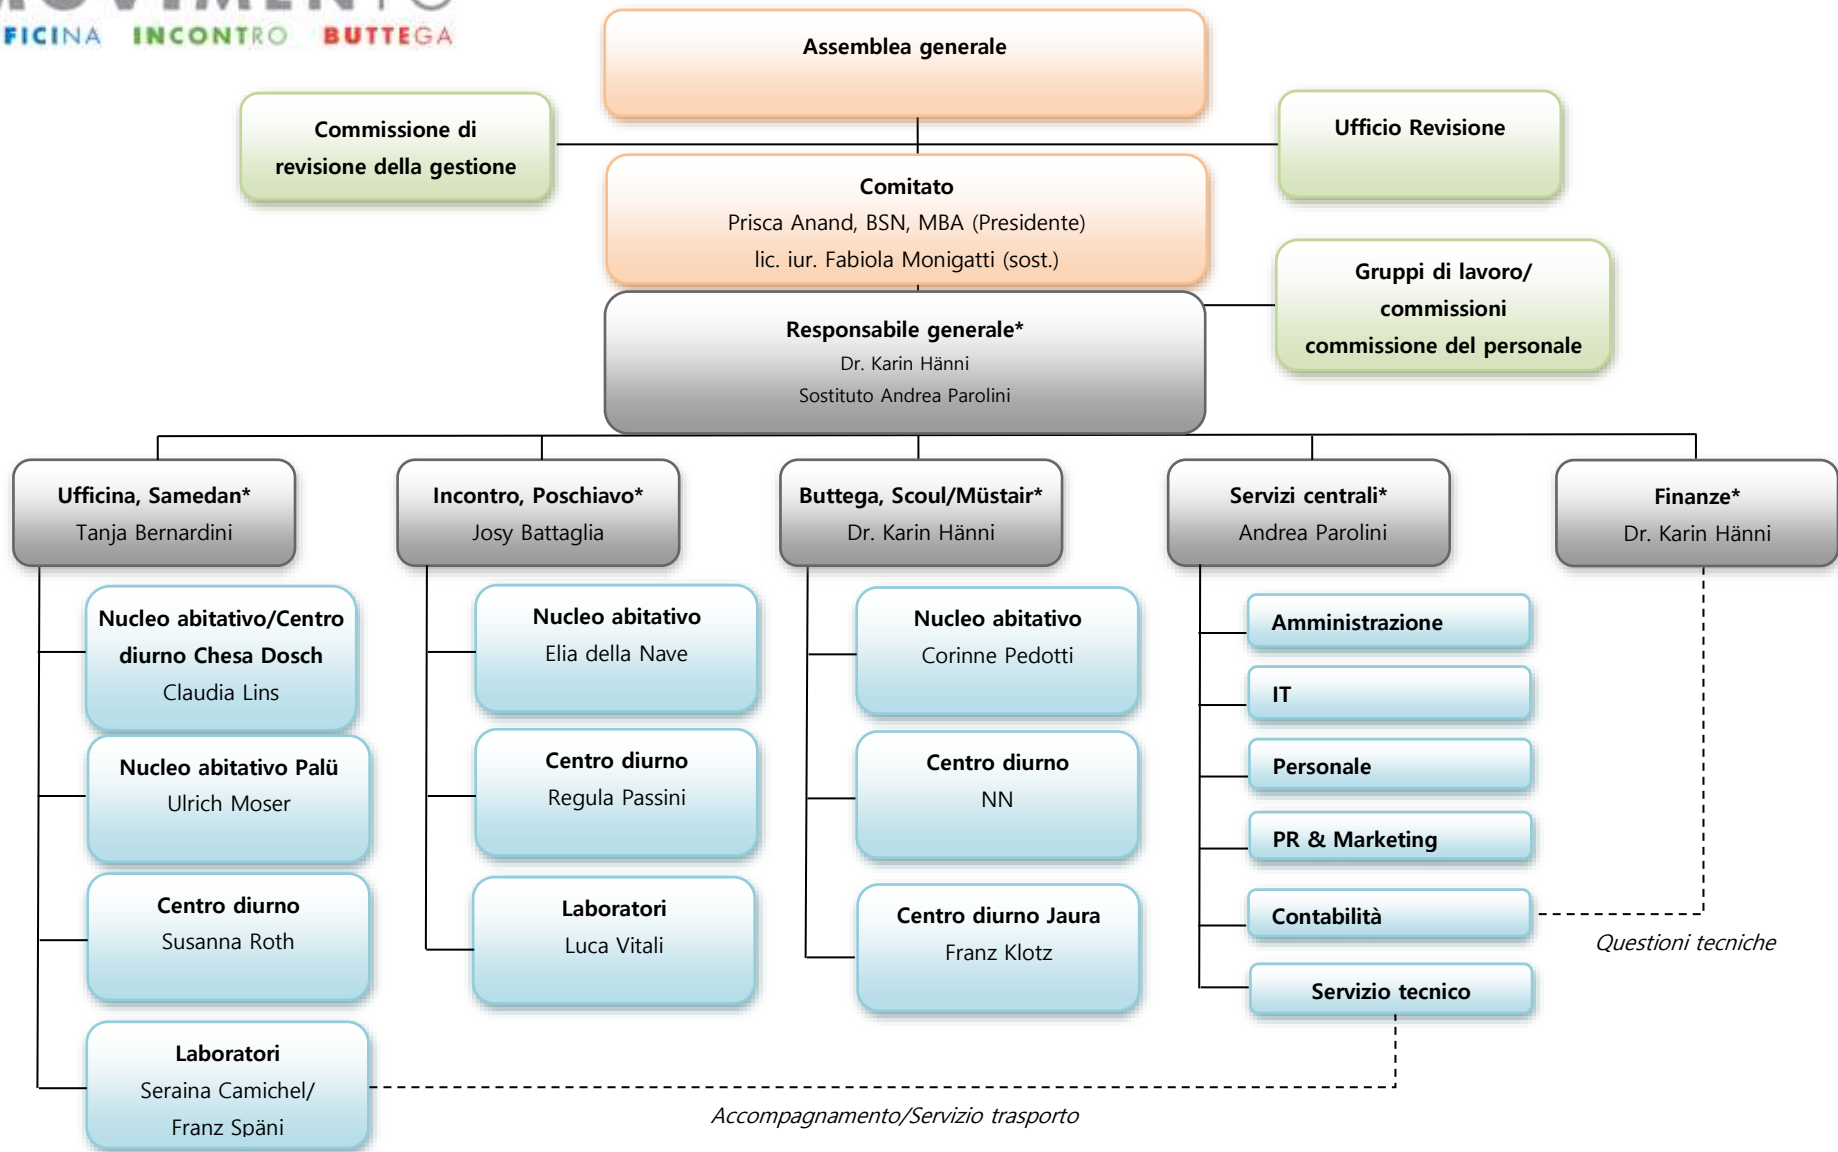 MOVIMENTO
FICINA INCONTRO BUTTEGA
Assemblea generale
Commissione di
revisione della gestione
Ufficio Revisione
Comitato
Prisca Anand, BSN, MBA (Presidente)
lic. iur. Fabiola Monigatti (sost.)
Gruppi di lavoro/
commissioni
commissione del personale
Responsabile generale*
Dr. Karin Hänni
Sostituto Andrea Parolini
Ufficina, Samedan*
Tanja Bernardini
Incontro, Poschiavo*
Josy Battaglia
Buttega, Scoul/Müstair*
Dr. Karin Hänni
Servizi centrali*
Andrea Parolini
Finanze*
Dr. Karin Hänni
Nucleo abitativo/Centro
diurno Chesa Dosch
Claudia Lins
Nucleo abitativo Palü
Ulrich Moser
Centro diurno
Susanna Roth
Laboratori
Seraina Camichel/
Franz Späni
Nucleo abitativo
Elia della Nave
Centro diurno
Regula Passini
Laboratori
Luca Vitali
Nucleo abitativo
Corinne Pedotti
Centro diurno
NN
Centro diurno Jaura
Franz Klotz
Amministrazione
IT
Personale
PR & Marketing
Contabilità
Servizio tecnico
Questioni tecniche
Accompagnamento/Servizio trasporto